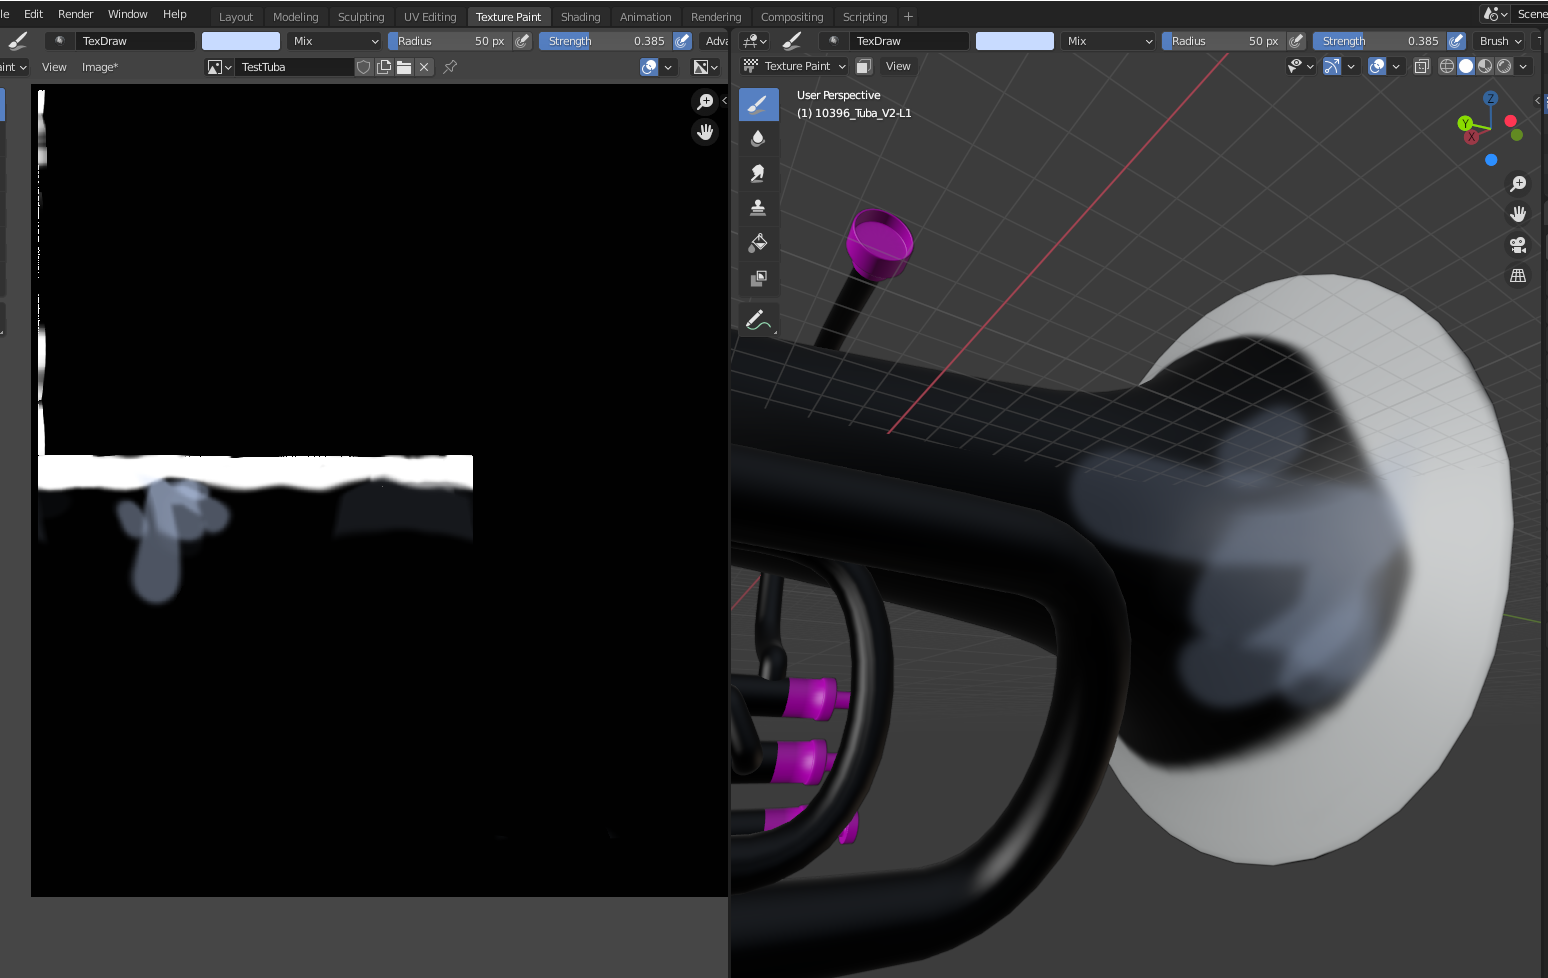 le Edit Render Window Help Layout Modeling Sculpting UV Editing Texture Paint Shading Animation Rendering Compositing Scripting + Scene
TexDraw Mix Radius 50 px Strength 0.385 Adva
TexDraw Mix Radius 50 px Strength 0.385 Brush
aint View Image* TestTuba
Texture Paint View
User Perspective
(1) 10396_Tuba_V2-L1
Z
Y
X